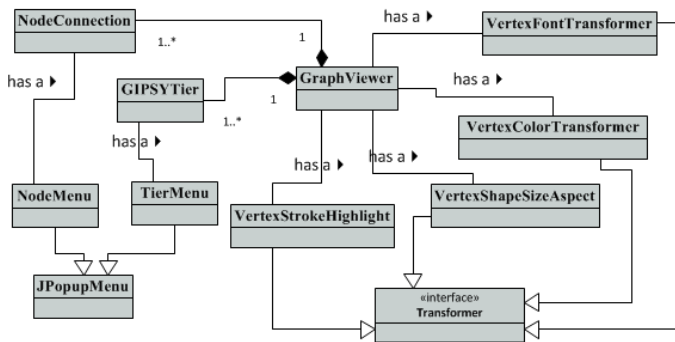 NodeConnection
VertexFontTransformer
has a
1..*
1
has a
GIPSYTier
1
GraphViewer
has a
1..*
VertexColorTransformer
has a
has a
has a
NodeMenu
TierMenu
VertexStrokeHighlight
VertexShapeSizeAspect
JPopupMenu
«interface»
Transformer